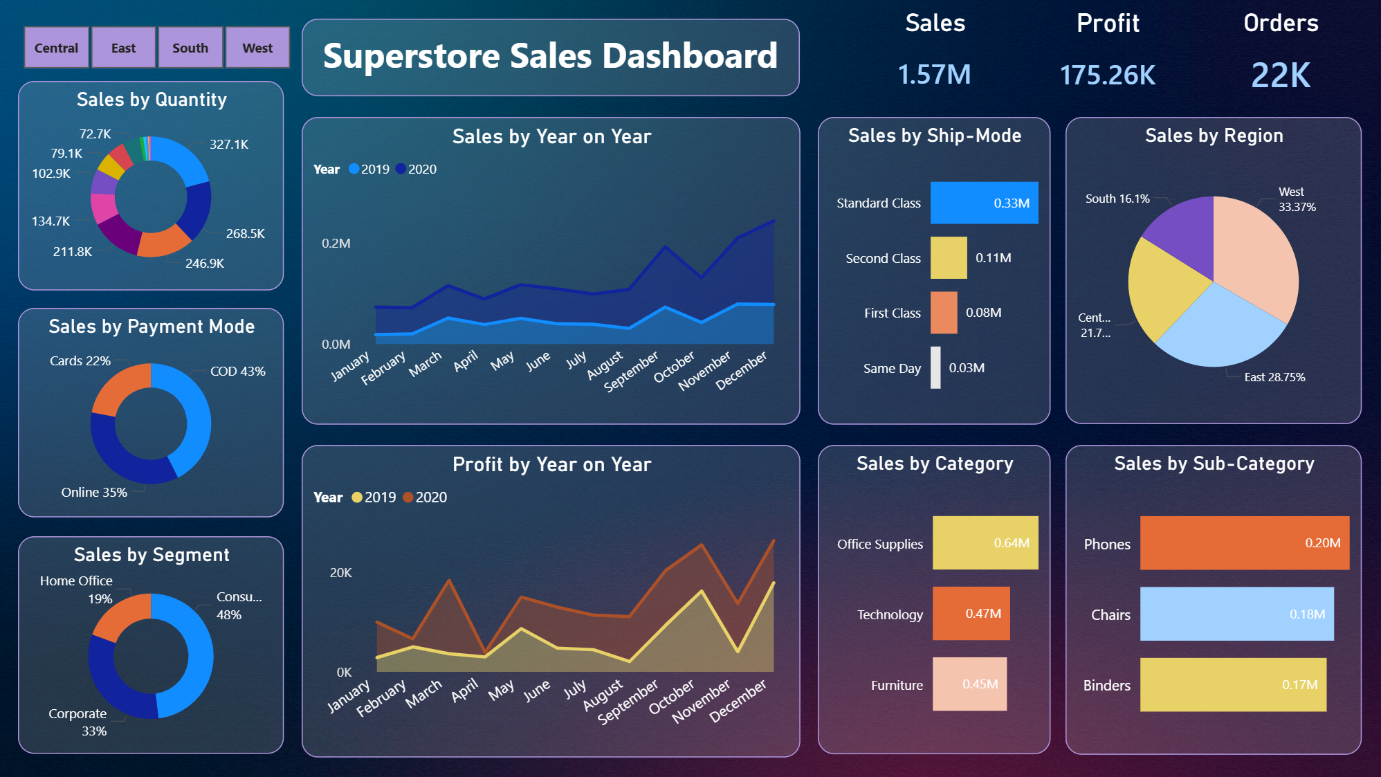 Central East South West
Superstore Sales Dashboard
Sales Profit Orders
1.57M 175.26K 22K
Sales by Quantity
72.7K
327.1K
79.1K
102.9K
134.7K
268.5K
211.8K
246.9K
Sales by Payment Mode
Cards 22%
COD 43%
Online 35%
Sales by Segment
Home Office
19%
Consu...
48%
Corporate
33%
Sales by Year on Year
Year 2019 2020
0.2M
0.0M
January February March April May June July August September October November December
Profit by Year on Year
Year 2019 2020
20K
0K
January February March April May June July August September October November December
Sales by Ship-Mode
Standard Class 0.33M
Second Class 0.11M
First Class 0.08M
Same Day 0.03M
Sales by Region
South 16.1%
West
33.37%
Cent...
21.7...
East 28.75%
Sales by Category
Office Supplies 0.64M
Technology 0.47M
Furniture 0.45M
Sales by Sub-Category
Phones 0.20M
Chairs 0.18M
Binders 0.17M